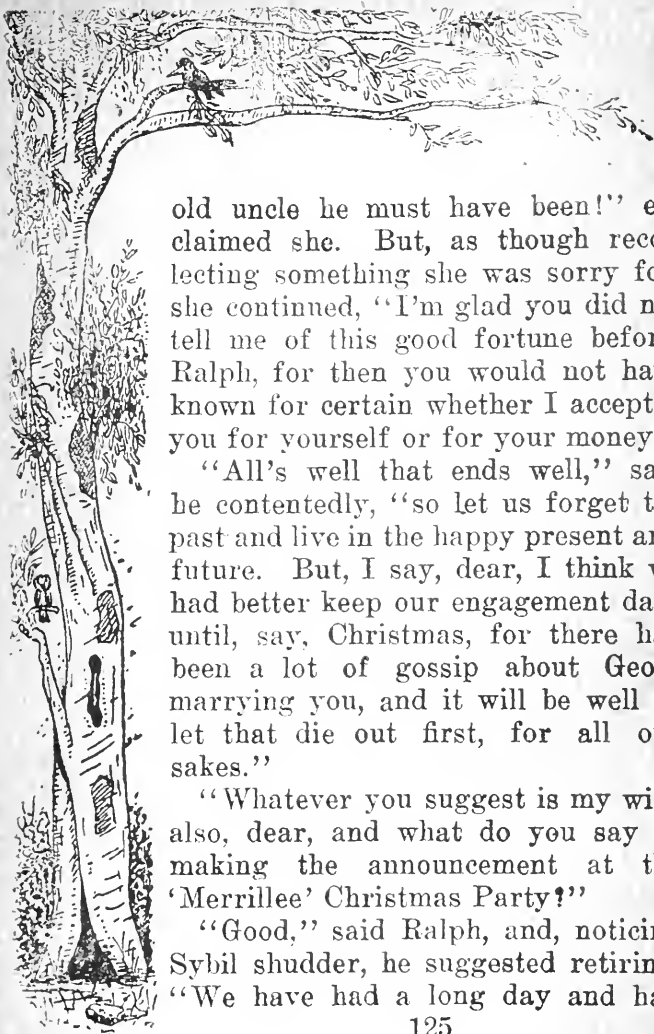 old uncle he must have been!" e
claimed she. But, as though reco
lecting something she was sorry fo
she continued, "I'm glad you did n
tell me of this good fortune befor
Ralph, for then you would not ha
known for certain whether I accept
you for yourself or for your money
"All's well that ends well," sa
he contentedly, "so let us forget t
past and live in the happy present a
future. But, I say, dear, I think w
had better keep our engagement da
until, say, Christmas, for there ha
been a lot of gossip about Geo
marrying you, and it will be well
let that die out first, for all o
sakes."
"Whatever you suggest is my wi
also, dear, and what do you say
making the announcement at t
'Merrillee' Christmas Party?"
"Good," said Ralph, and, notici
Sybil shudder, he suggested retirin
"We have had a long day and ha
125